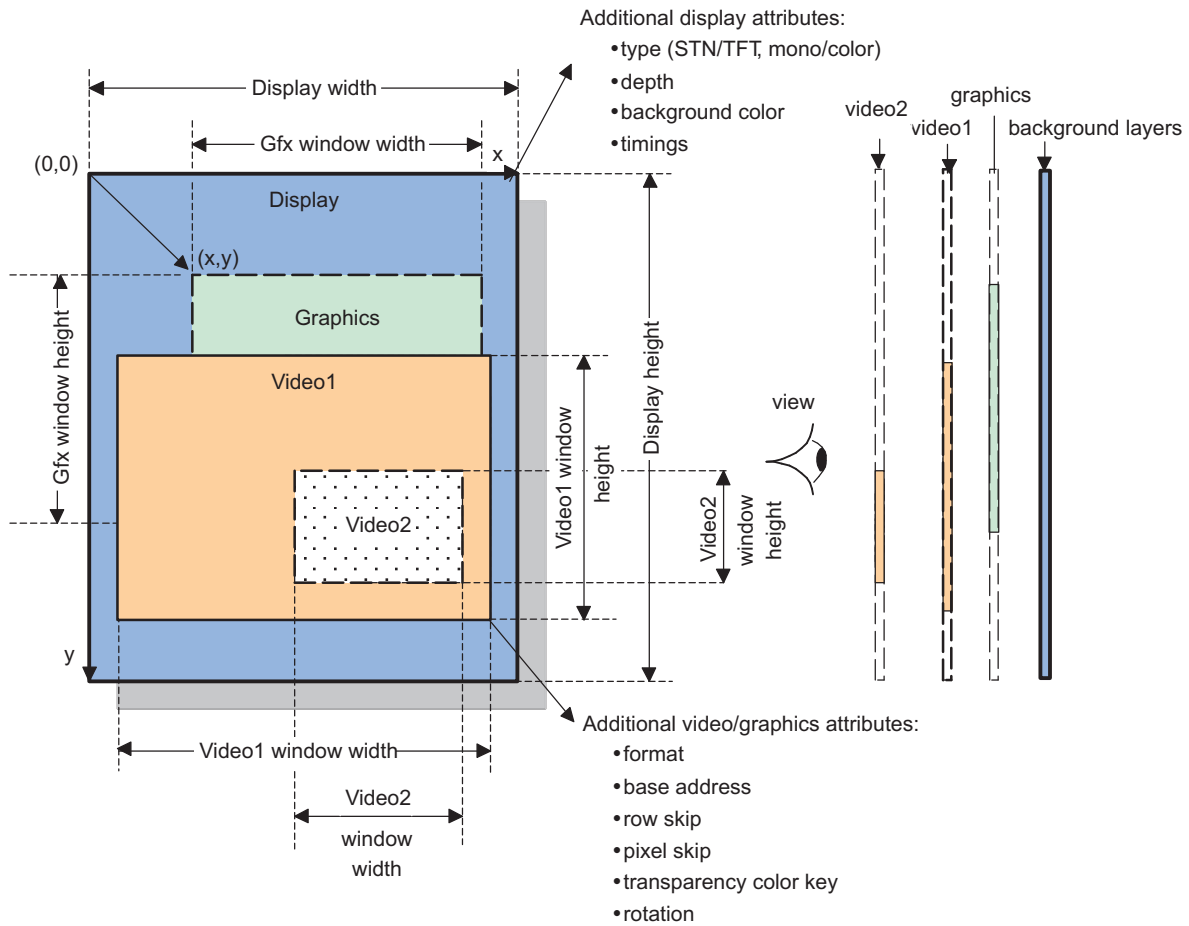 Additional display attributes:
•type (STN/TFT, mono/color)
•depth
•background color
•timings
Display width
Gfx window width
x
(0,0)
Display
(x,y)
Graphics
Gfx window height
Video1
Video2
Video1 window
height
Display height
Video2
window
height
view
video2
video1
graphics
background layers
y
Video1 window width
Video2
window
width
Additional video/graphics attributes:
•format
•base address
•row skip
•pixel skip
•transparency color key
•rotation